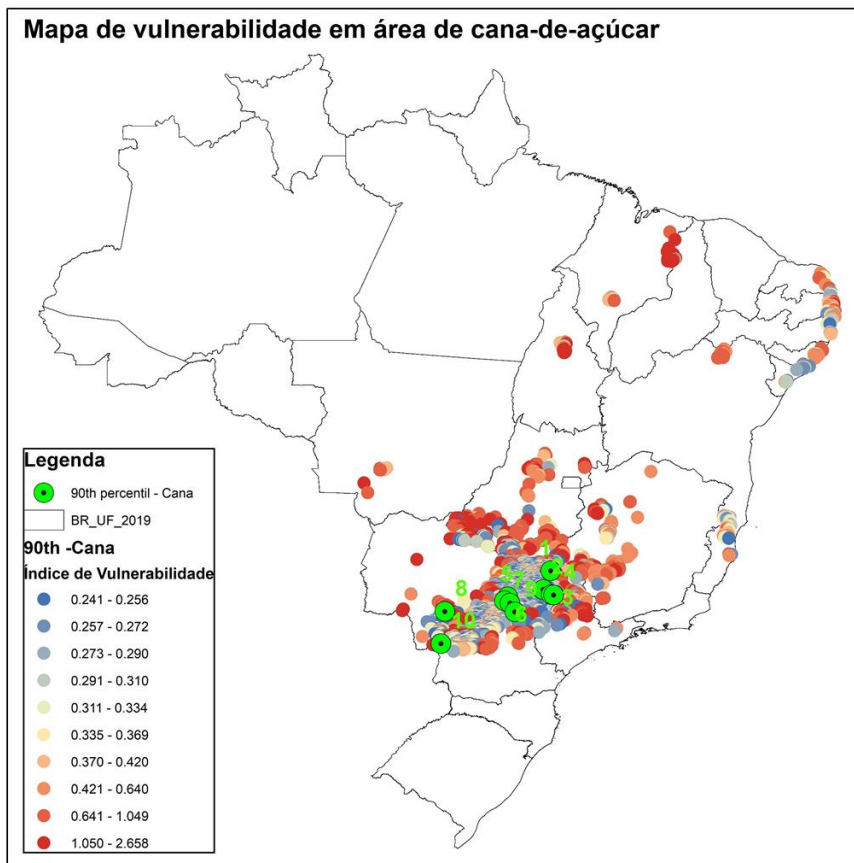 Mapa de vulnerabilidade em área de cana-de-açúcar
1
4
5
8
10
Legenda
90th percentil - Cana
BR_UF_2019
90th -Cana
Índice de Vulnerabilidade
0.241 - 0.256
0.257 - 0.272
0.273 - 0.290
0.291 - 0.310
0.311 - 0.334
0.335 - 0.369
0.370 - 0.420
0.421 - 0.640
0.641 - 1.049
1.050 - 2.658